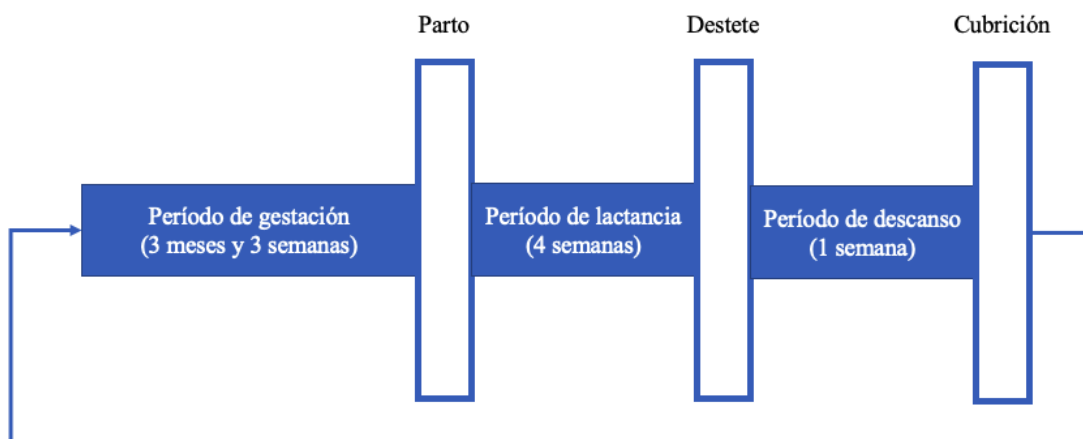 Parto
Destete
Cubrición
Período de gestación
(3 meses y 3 semanas)
Período de lactancia
(4 semanas)
Período de descanso
(1 semana)